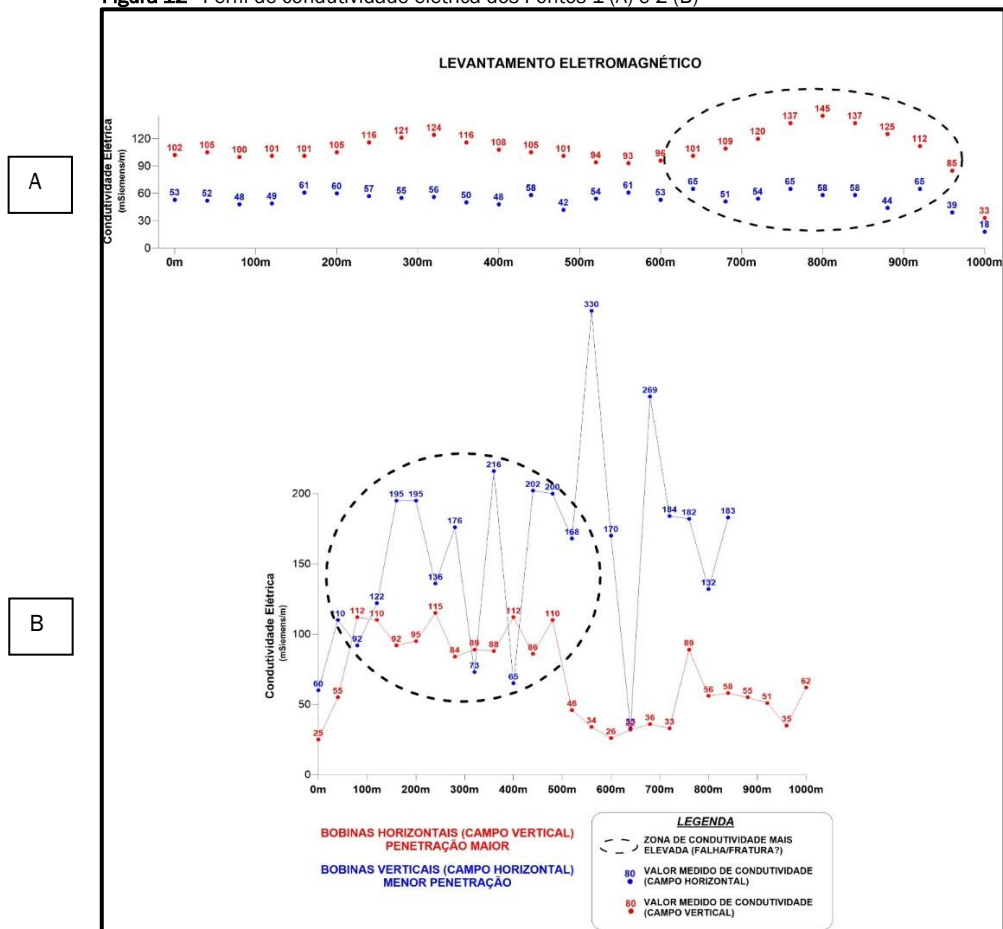 Figura 12 - Perfil de condutividade elétrica dos Pontos 1 (A) e 2 (B)
LEVANTAMENTO ELETROMAGNÉTICO
A
Condutividade Elétrica
(mSiemens/m)
120
90
60
30
0
102 105 100 101 101 105 116 121 124 116 108 105 101 94 93 96 101 109 120 137 145 137 125 112 85 33
53 52 48 49 61 60 57 55 56 50 48 58 42 54 61 53 65 51 54 65 58 58 44 65 39 18
0m 100m 200m 300m 400m 500m 600m 700m 800m 900m 1000m
B
Condutividade Elétrica
(mSiemens/m)
200
150
100
50
0
60 110 92 122 195 195 136 176 73 216 65 202 200 168 330 170 33 269 184 182 132 183
25 55 112 110 92 95 115 84 89 88 112 86 110 46 34 26 36 33 89 56 58 55 51 35 62
0m 100m 200m 300m 400m 500m 600m 700m 800m 900m 1000m
BOBINAS HORIZONTAIS (CAMPO VERTICAL)
PENETRAÇÃO MAIOR
BOBINAS VERTICAIS (CAMPO HORIZONTAL)
MENOR PENETRAÇÃO
LEGENDA
ZONA DE CONDUTIVIDADE MAIS
ELEVADA (FALHA/FRATURA?)
80 VALOR MEDIDO DE CONDUTIVIDADE
(CAMPO HORIZONTAL)
80 VALOR MEDIDO DE CONDUTIVIDADE
(CAMPO VERTICAL)